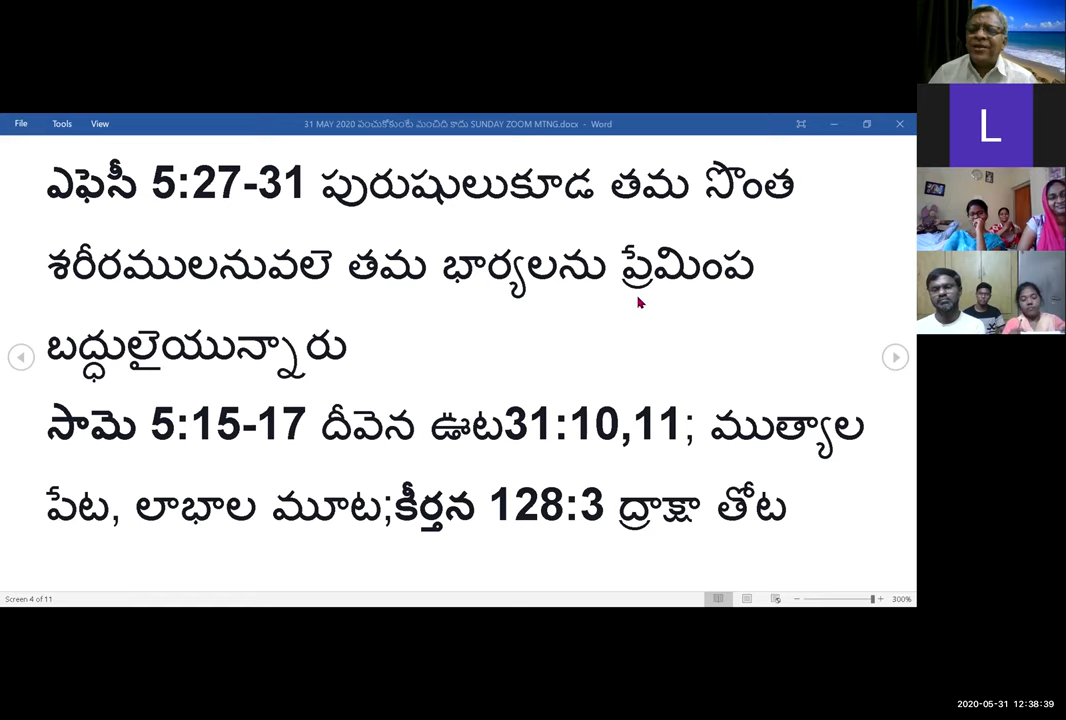 File Tools View 31 MAY 2020 పంచుకోకుంటే మంచిది కాదు SUNDAY ZOOM MTNG.docx - Word
ఎఫెసీ 5:27-31 పురుషులుకూడ తమ సొంత
శరీరములనువలె తమ భార్యలను ప్రేమింప
బద్ధులైయున్నారు
సామె 5:15-17 దీవెన ఊట31:10,11; ముత్యాల
పేట, లాభాల మూట;కీర్తన 128:3 ద్రాక్షా తోట
Screen 4 of 11 300%
L
2020-05-31 12:38:39